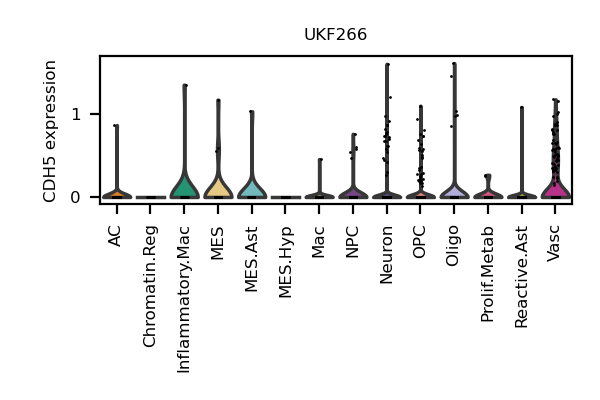 UKF266
CDH5 expression
1
0
AC
Chromatin.Reg
Inflammatory.Mac
MES
MES.Ast
MES.Hyp
Mac
NPC
Neuron
OPC
Oligo
Prolif.Metab
Reactive.Ast
Vasc